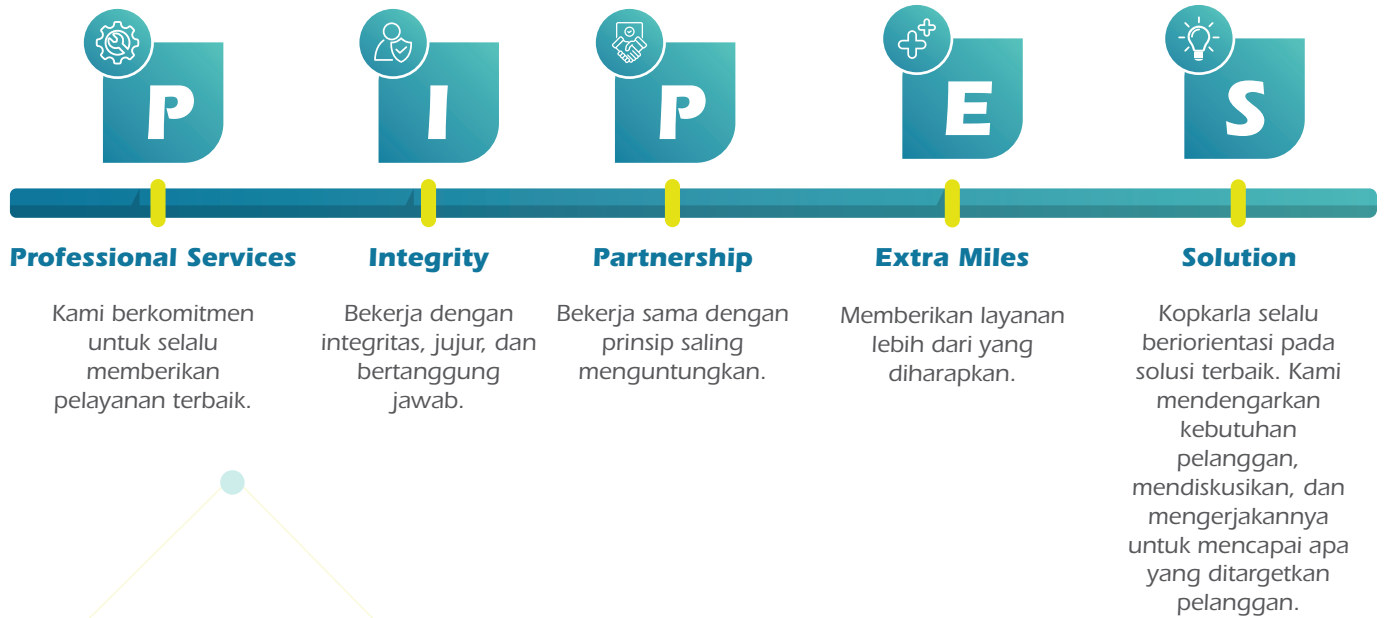 P
I
P
E
S
Professional Services
Kami berkomitmen
untuk selalu
memberikan
pelayanan terbaik.
Integrity
Bekerja dengan
integritas, jujur, dan
bertanggung
jawab.
Partnership
Bekerja sama dengan
prinsip saling
menguntungkan.
Extra Miles
Memberikan layanan
lebih dari yang
diharapkan.
Solution
Kopkarla selalu
beriorientasi pada
solusi terbaik. Kami
mendengarkan
kebutuhan
pelanggan,
mendiskusikan, dan
mengerjakannya
untuk mencapai apa
yang ditargetkan
pelanggan.